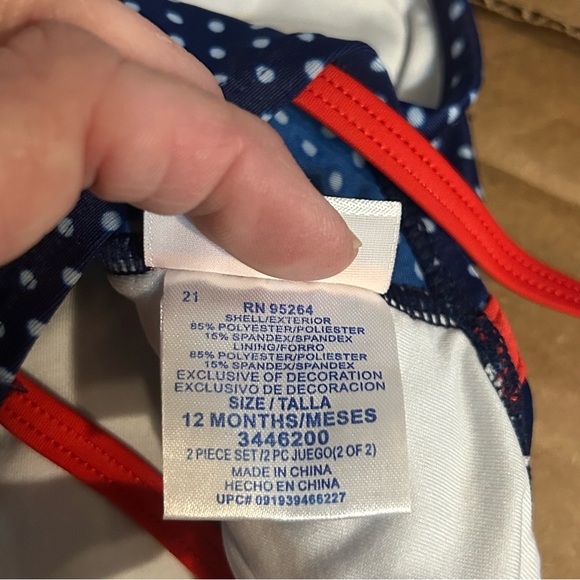 21
RN 95264
SHELL/EXTERIOR
85% POLYESTER/POLIESTER
15% SPANDEX/SPANDEX
LINING/FORRO
85% POLYESTER/POLIESTER
15% SPANDEX/SPANDEX
EXCLUSIVE OF DECORATION
EXCLUSIVO DE DECORACION
SIZE / TALLA
12 MONTHS/MESES
3446200
2 PIECE SET/2 PC JUEGO(2 OF 2)
MADE IN CHINA
HECHO EN CHINA
UPC# 091939466227